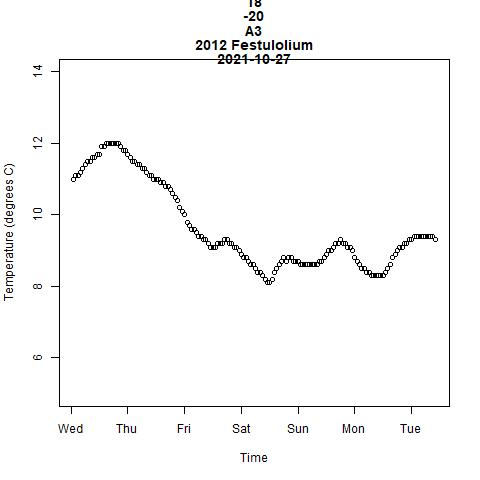 18
-20
A3
2012 Festulolium
2021-10-27
14
12
10
8
6
Temperature (degrees C)
Wed Thu Fri Sat Sun Mon Tue
Time